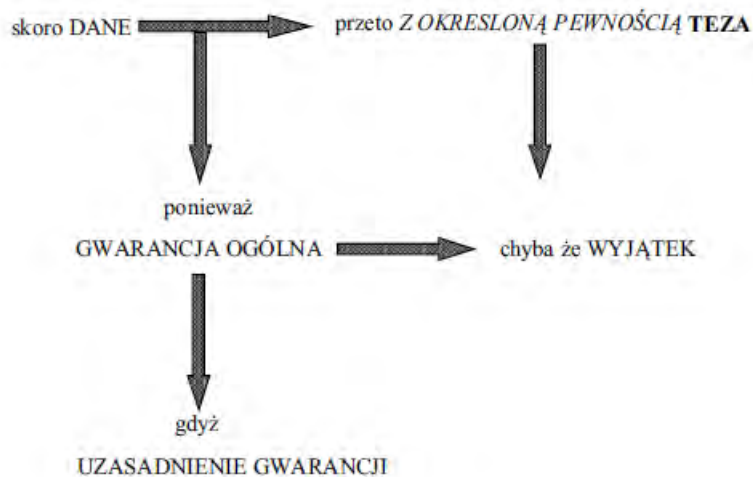 skoro DANE
przeto Z OKRESLONĄ PEWNOŚCIĄ TEZA
ponieważ
GWARANCJA OGÓLNA
chyba że WYJĄTEK
gdyż
UZASADNIENIE GWARANCJI